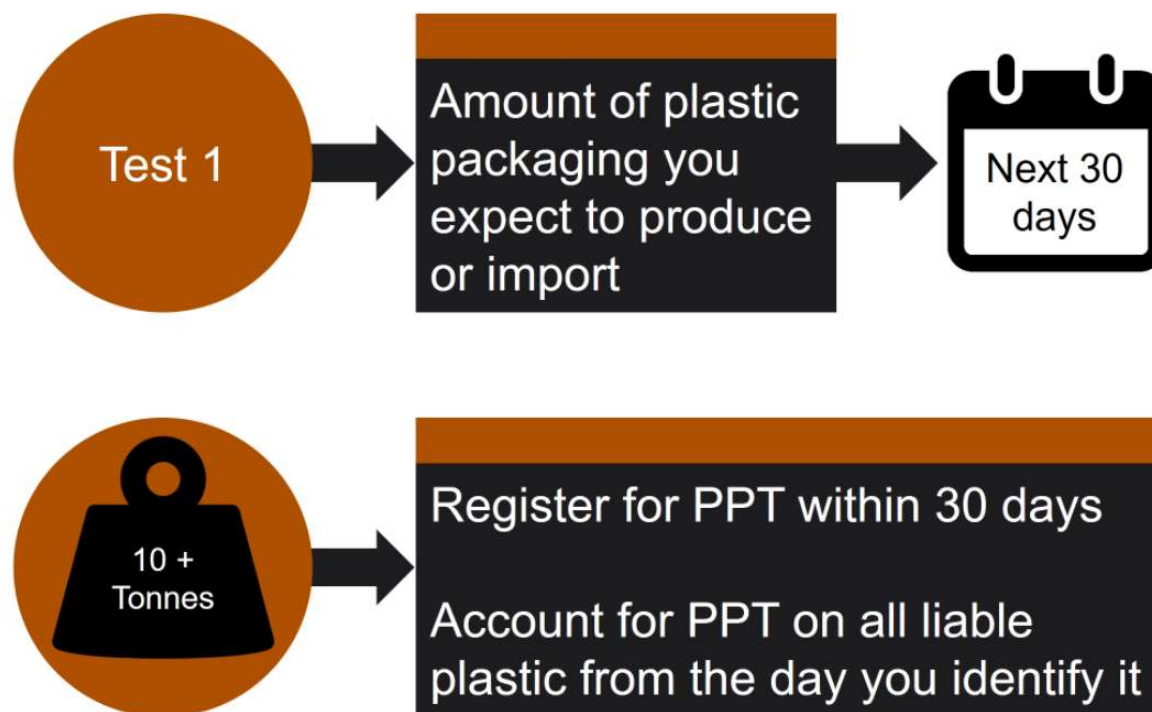 Test 1
Amount of plastic
packaging you
expect to produce
or import
Next 30
days
10 +
Tonnes
Register for PPT within 30 days
Account for PPT on all liable
plastic from the day you identify it